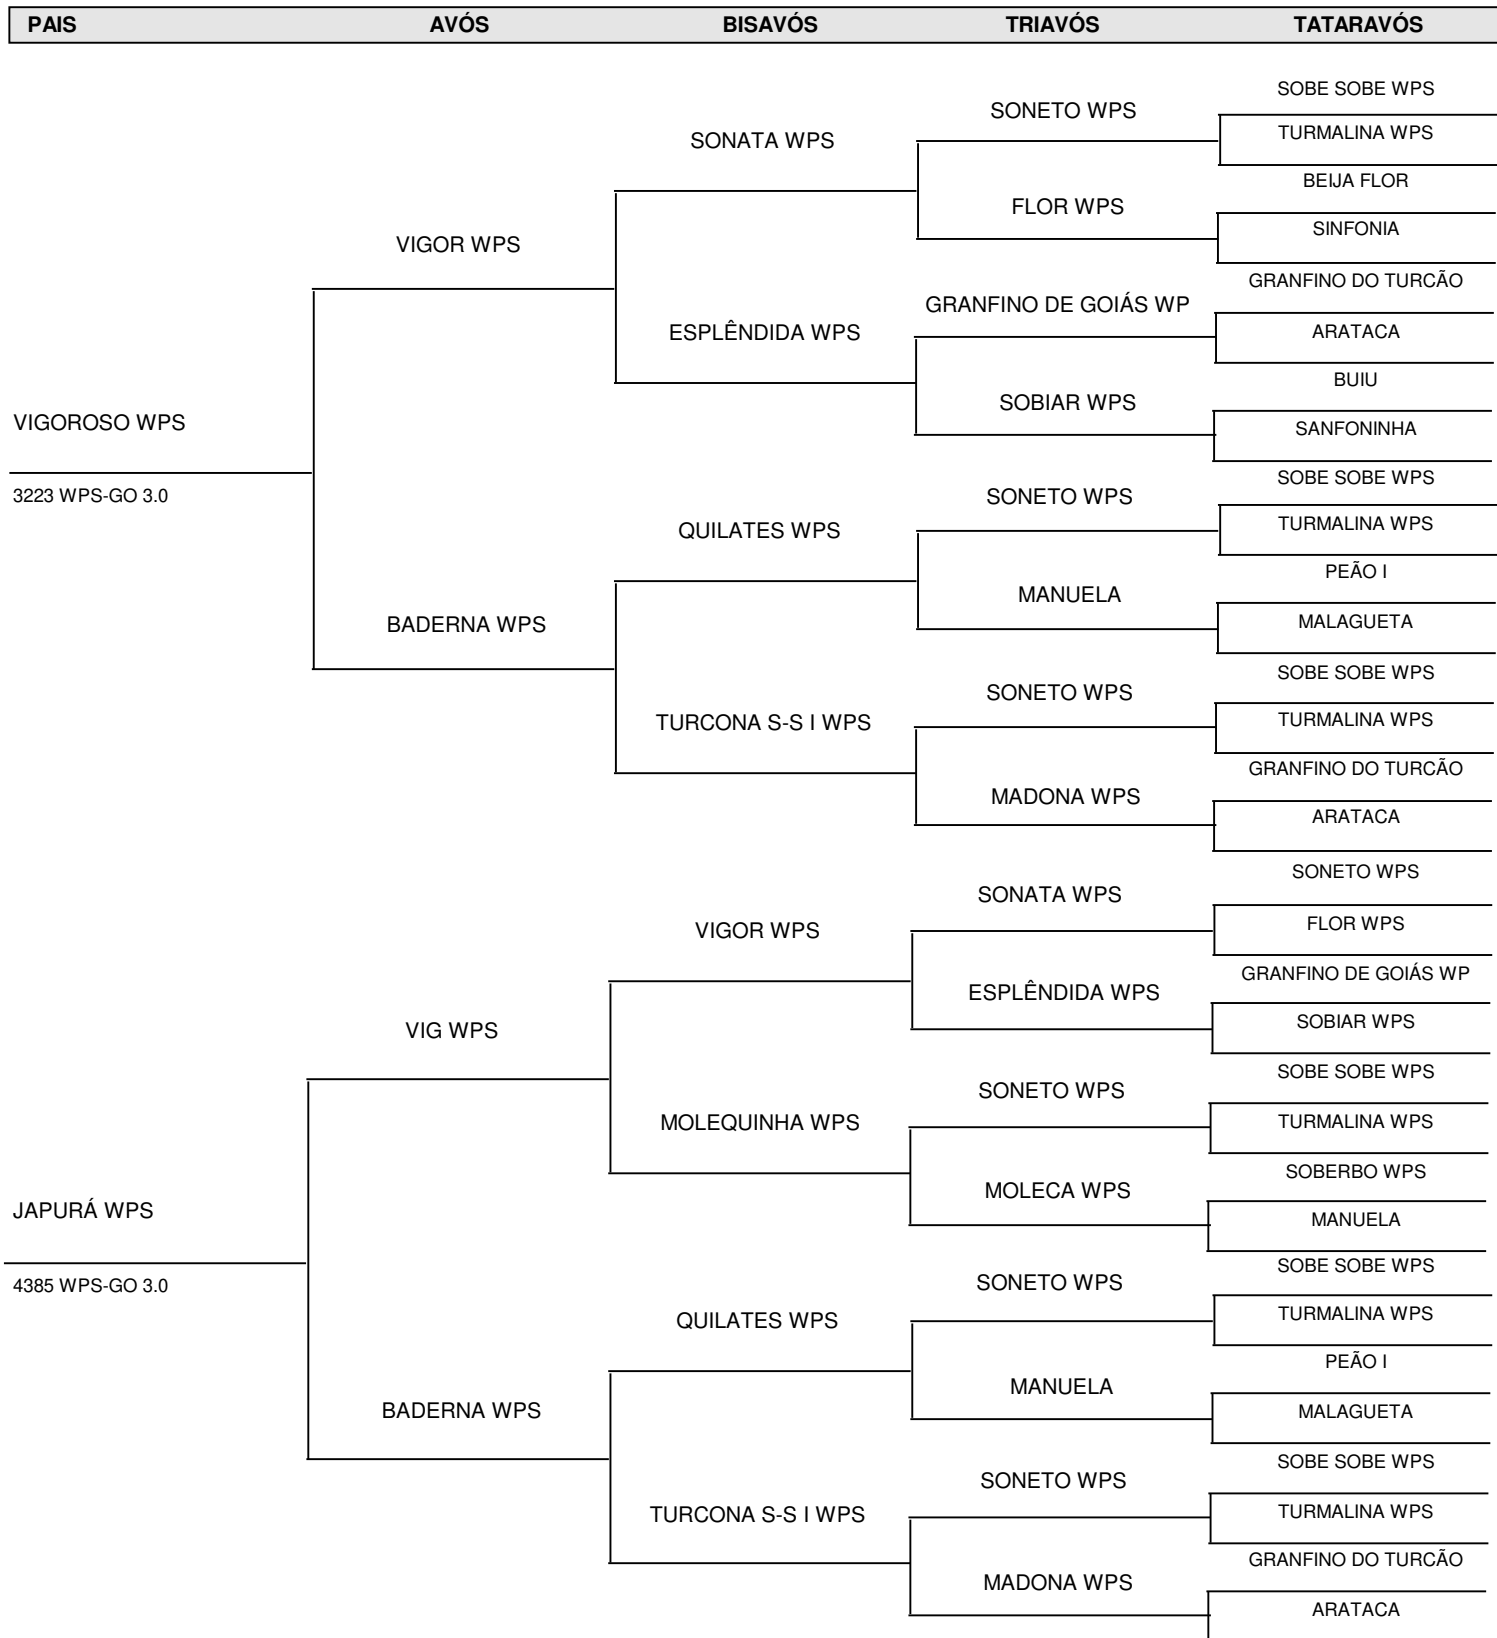 PAIS AVÓS BISAVÓS TRIAVÓS TATARAVÓS
SOBE SOBE WPS
SONETO WPS
TURMALINA WPS
SONATA WPS
BEIJA FLOR
FLOR WPS
SINFONIA
VIGOR WPS
GRANFINO DO TURCÃO
GRANFINO DE GOIÁS WP
ARATACA
ESPLÊNDIDA WPS
BUIU
SOBIAR WPS
SANFONINHA
VIGOROSO WPS
3223 WPS-GO 3.0
SOBE SOBE WPS
SONETO WPS
TURMALINA WPS
QUILATES WPS
PEÃO I
MANUELA
MALAGUETA
BADERNA WPS
SOBE SOBE WPS
SONETO WPS
TURMALINA WPS
TURCONA S-S I WPS
GRANFINO DO TURCÃO
MADONA WPS
ARATACA
SONETO WPS
SONATA WPS
FLOR WPS
VIGOR WPS
GRANFINO DE GOIÁS WP
ESPLÊNDIDA WPS
SOBIAR WPS
VIG WPS
SOBE SOBE WPS
SONETO WPS
TURMALINA WPS
MOLEQUINHA WPS
SOBERBO WPS
MOLECA WPS
MANUELA
JAPURÁ WPS
4385 WPS-GO 3.0
SOBE SOBE WPS
SONETO WPS
TURMALINA WPS
QUILATES WPS
PEÃO I
MANUELA
MALAGUETA
BADERNA WPS
SOBE SOBE WPS
SONETO WPS
TURMALINA WPS
TURCONA S-S I WPS
GRANFINO DO TURCÃO
MADONA WPS
ARATACA